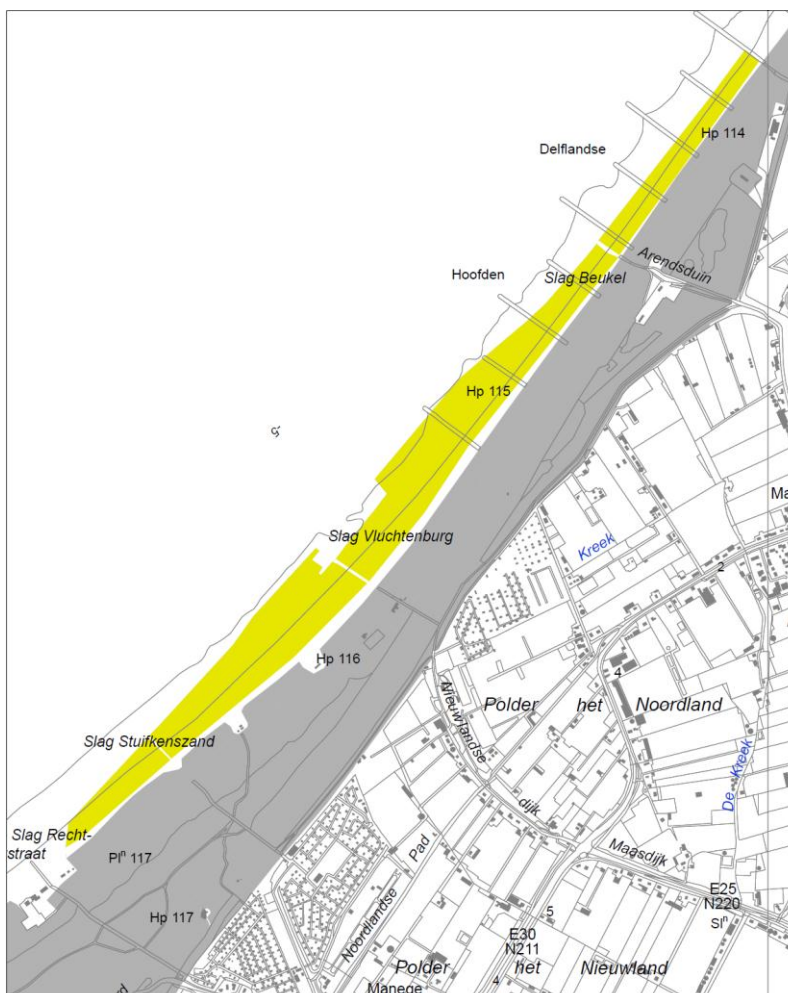 Hp 114
Delflandse
Arendsduin
Hoofden
Slag Beukel
Hp 115
Ma
Slag Vluchtenburg
Kreek
2
Hp 116
4
Nieuwlandse
dijk
Polder het Noordland
Slag Stuifkenszand
De Kreek
Slag Recht-
straat
Plⁿ 117
Pad
Noordlandse
Maasdijk
Hp 117
E25
N220
Slⁿ
5
E30
N211
Polder het Nieuwland
4
Manege